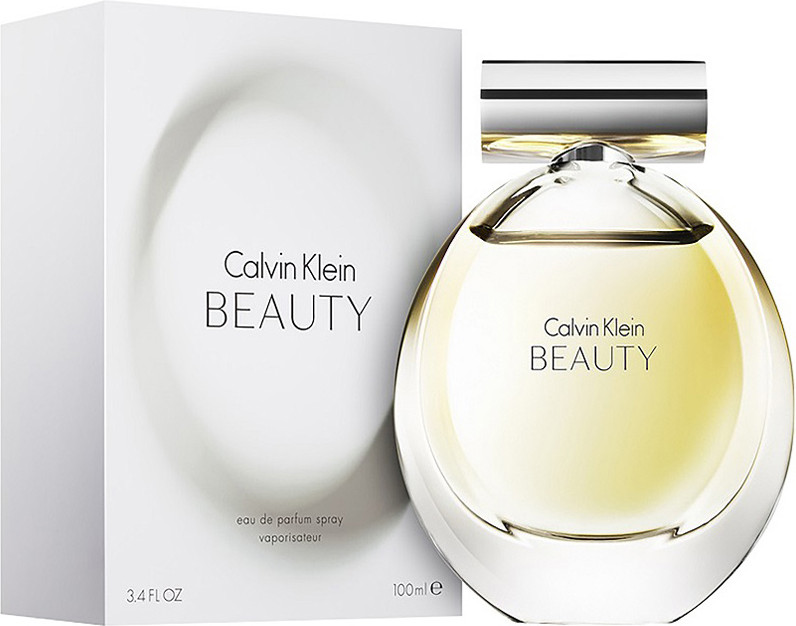 Calvin Klein
BEAUTY
eau de parfum spray
vaporisateur
3.4 FL OZ
100ml ℮
Calvin Klein
BEAUTY